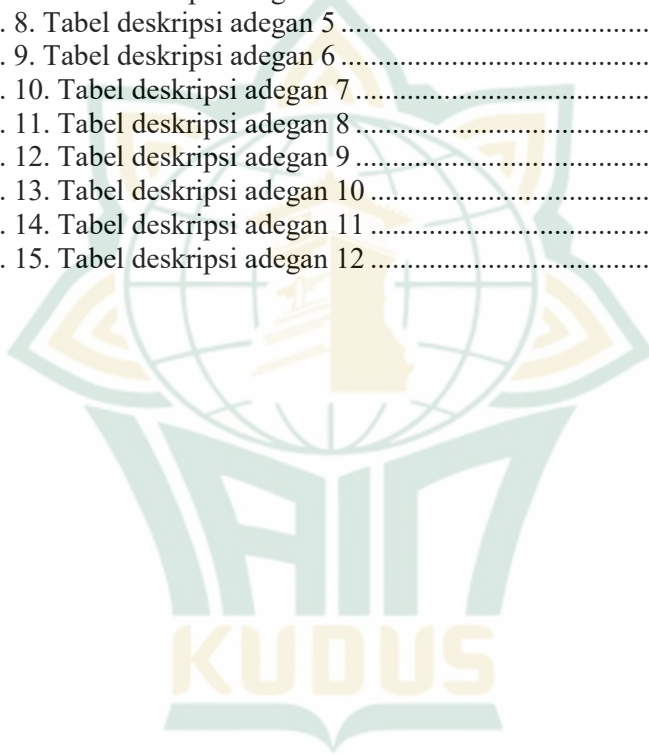 . 8. Tabel deskripsi adegan 5 ............................................
. 9. Tabel deskripsi adegan 6 ............................................
. 10. Tabel deskripsi adegan 7 ..........................................
. 11. Tabel deskripsi adegan 8 ..........................................
. 12. Tabel deskripsi adegan 9 ..........................................
. 13. Tabel deskripsi adegan 10 ........................................
. 14. Tabel deskripsi adegan 11 ........................................
. 15. Tabel deskripsi adegan 12 ........................................
IAIN
KUDUS